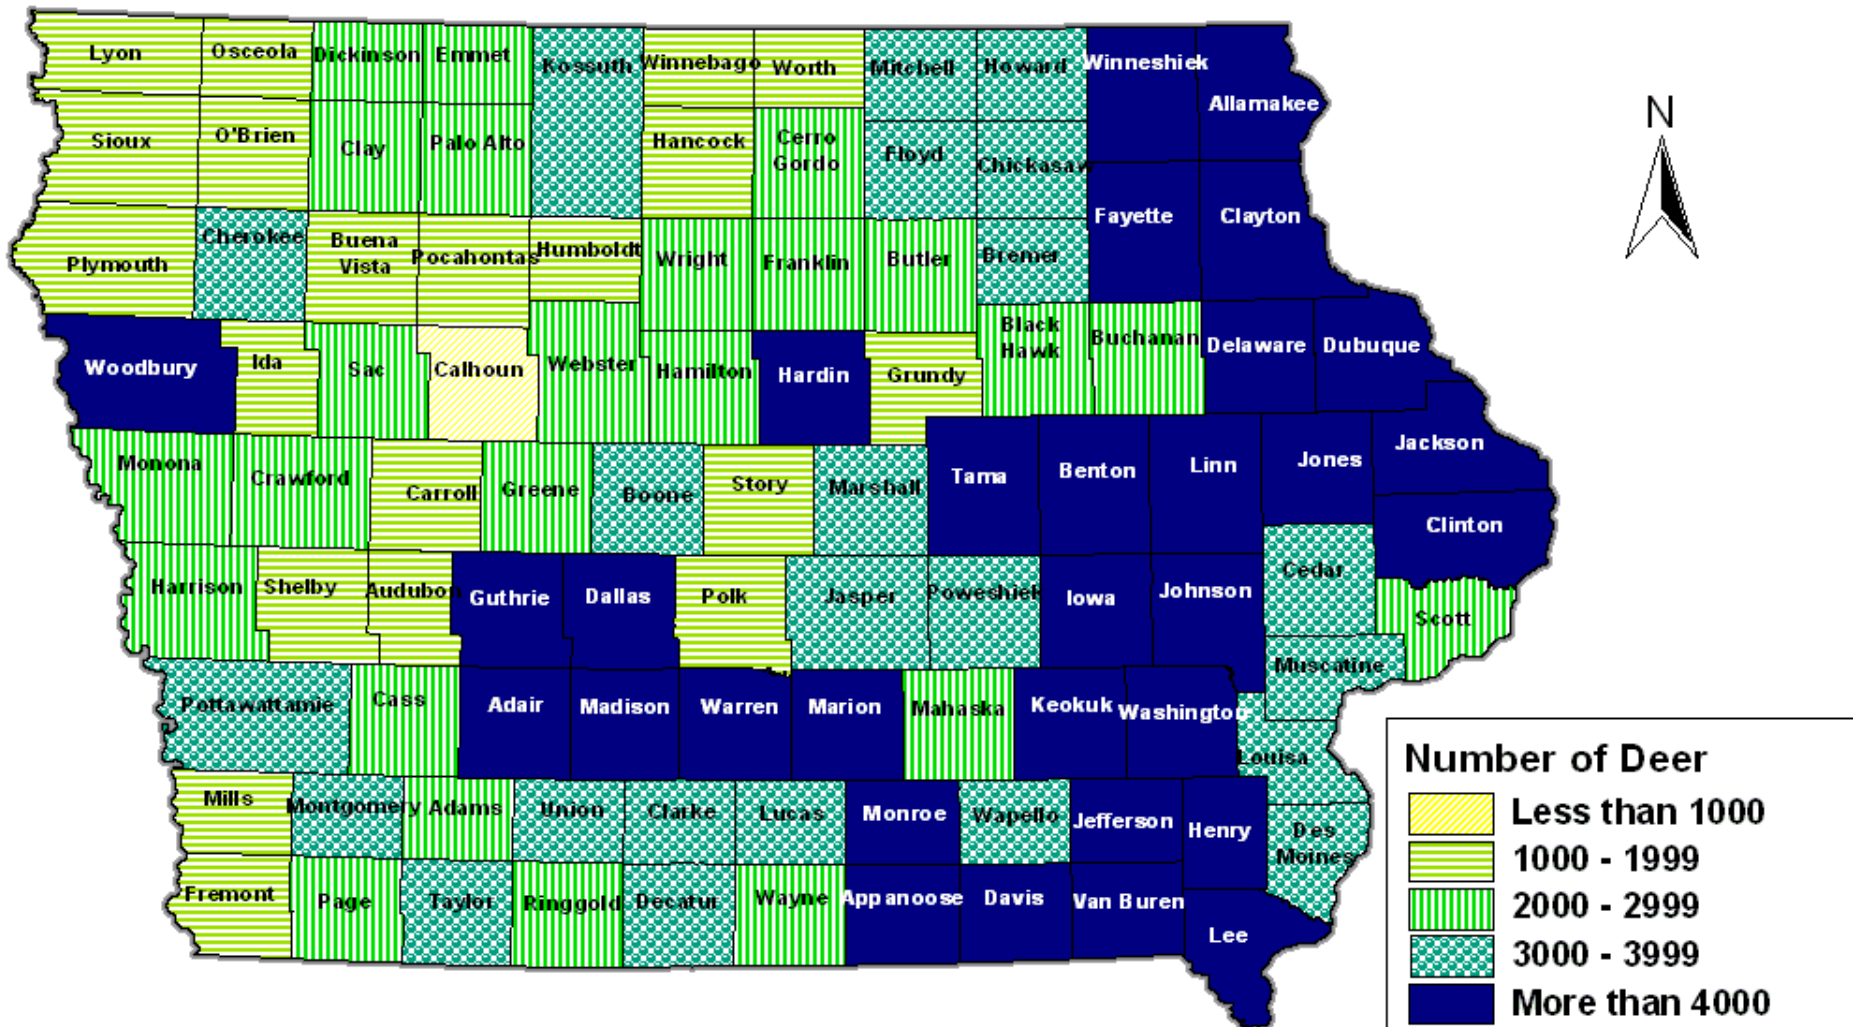 Lyon
Osceola
Dickinson
Emmet
Kossuth
Winnebago
Worth
Mitchell
Howard
Winneshiek
Allamakee
N
Sioux
O'Brien
Clay
Palo Alto
Hancock
Cerro
Gordo
Floyd
Chickasaw
Fayette
Clayton
Plymouth
Cherokee
Buena
Vista
Pocahontas
Humboldt
Wright
Franklin
Butler
Bremer
Woodbury
Ida
Sac
Calhoun
Webster
Hamilton
Hardin
Grundy
Black
Hawk
Buchanan
Delaware
Dubuque
Monona
Crawford
Carroll
Greene
Boone
Story
Marshall
Tama
Benton
Linn
Jones
Jackson
Clinton
Harrison
Shelby
Audubon
Guthrie
Dallas
Polk
Jasper
Poweshiek
Iowa
Johnson
Cedar
Scott
Muscatine
Pottawattamie
Cass
Adair
Madison
Warren
Marion
Mahaska
Keokuk
Washington
Louisa
Mills
Montgomery
Adams
Union
Clarke
Lucas
Monroe
Wapello
Jefferson
Henry
Des
Moines
Fremont
Page
Taylor
Ringgold
Decatur
Wayne
Appanoose
Davis
Van Buren
Lee
Number of Deer
Less than 1000
1000 - 1999
2000 - 2999
3000 - 3999
More than 4000